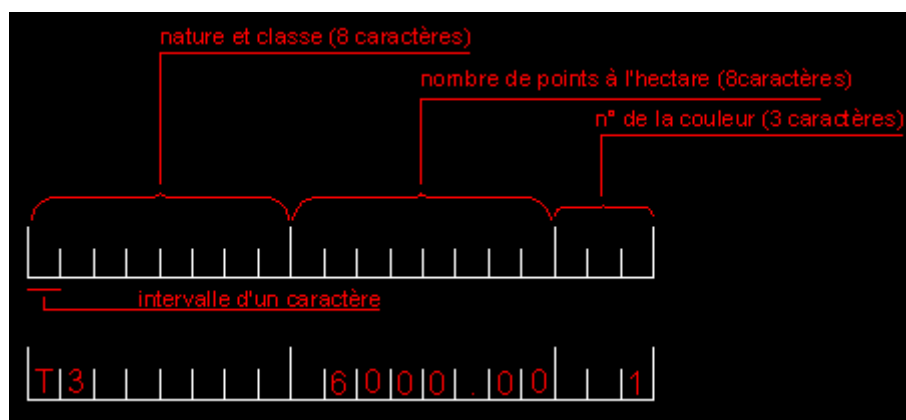 nature et classe (8 caractères)
nombre de points à l'hectare (8caractères)
n° de la couleur (3 caractères)
intervalle d'un caractère
T3 6000.00 1